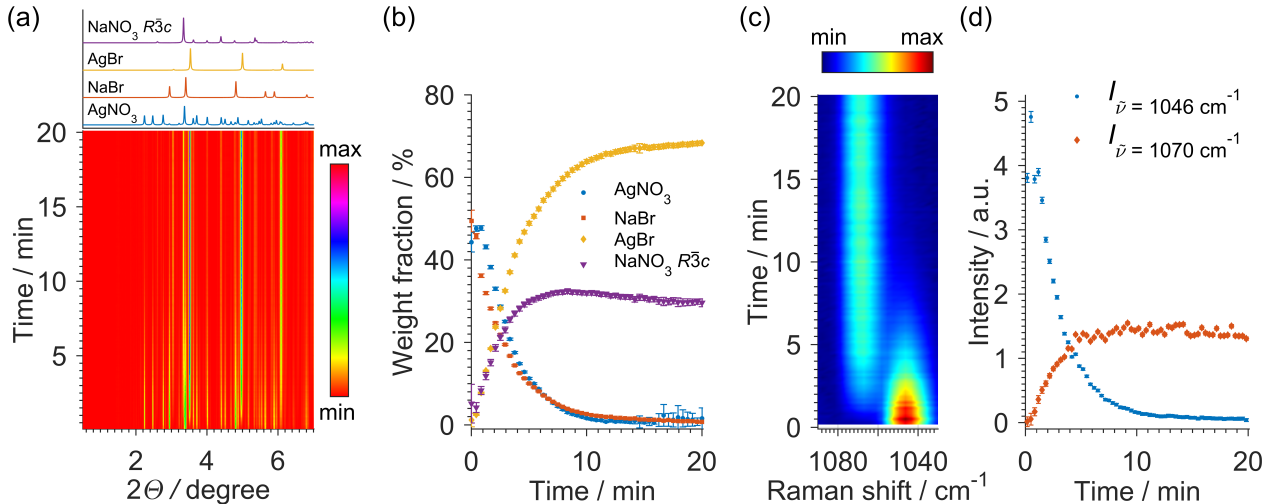 (a)
NaNO3 R3̄c
AgBr
NaBr
AgNO3
20
15
10
5
Time / min
max
min
2 4 6
2Θ / degree
(b)
80
60
40
20
0
Weight fraction / %
AgNO3
NaBr
AgBr
NaNO3 R3̄c
0 10 20
Time / min
(c)
min max
20
15
10
5
0
Time / min
1080 1040
Raman shift / cm-1
(d)
5
4
3
2
1
0
Intensity / a.u.
I ν̃ = 1046 cm-1
I ν̃ = 1070 cm-1
0 10 20
Time / min